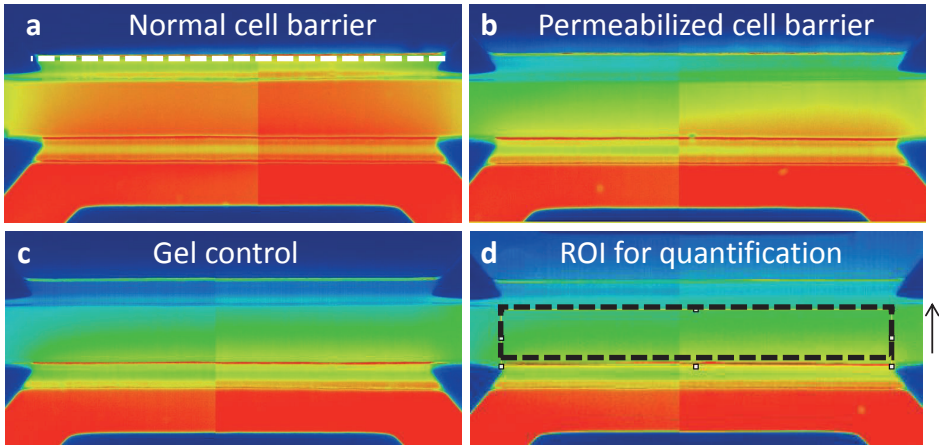 a Normal cell barrier
b Permeabilized cell barrier
c Gel control
d ROI for quantification